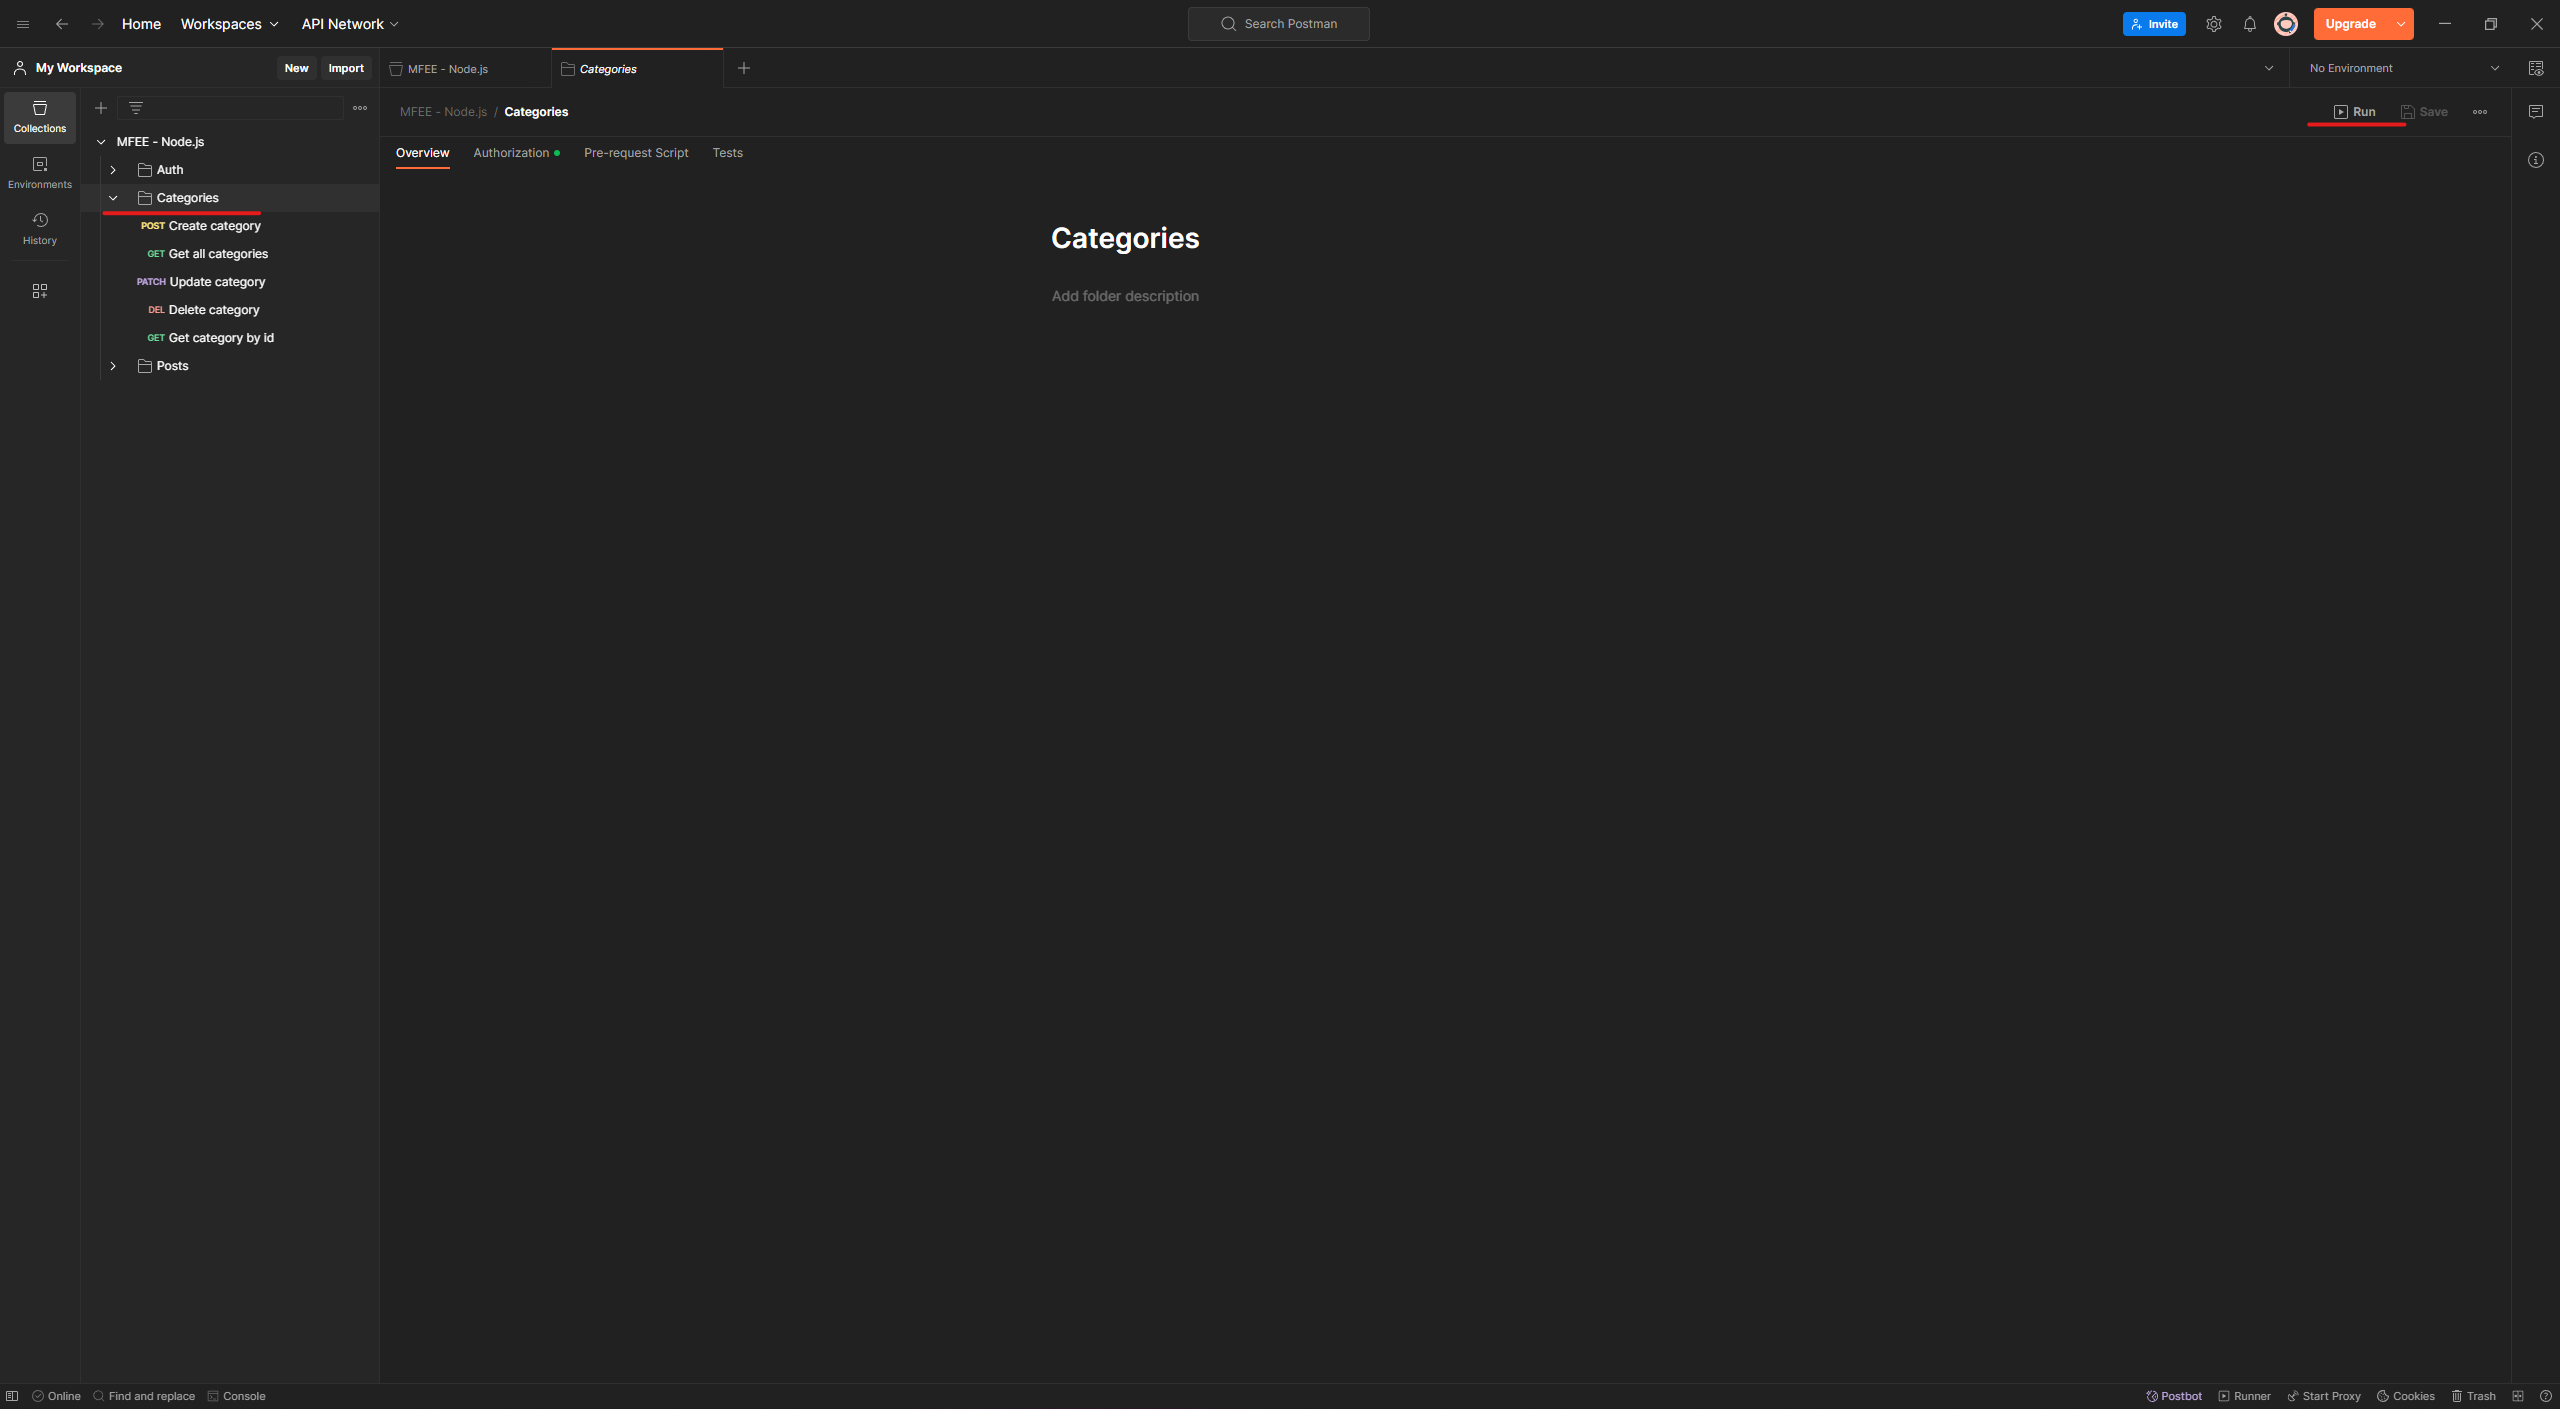 Home Workspaces API Network Search Postman Invite Upgrade
My Workspace New Import MFEE - Node.js Categories No Environment
MFEE - Node.js / Categories Run Save
Collections
Environments
History
MFEE - Node.js
Auth
Categories
POST Create category
GET Get all categories
PATCH Update category
DEL Delete category
GET Get category by id
Posts
Overview Authorization Pre-request Script Tests
Categories
Add folder description
Online Find and replace Console Postbot Runner Start Proxy Cookies Trash